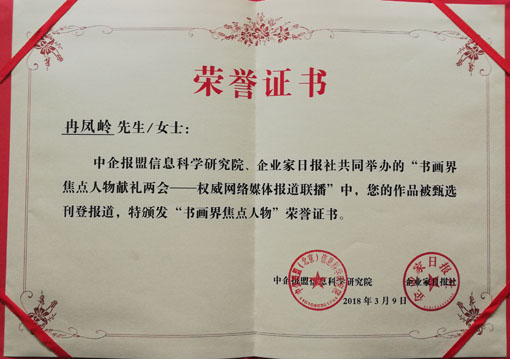 荣誉证书
冉凤岭 先生/女士：
中企报盟信息科学研究院、企业家日报社共同举办的“书画界
焦点人物献礼两会——权威网络媒体报道联播”中，您的作品被甄选
刊登报道，特颁发“书画界焦点人物”荣誉证书。
中企报盟信息科学研究院 企业家日报社
2018年3月9日